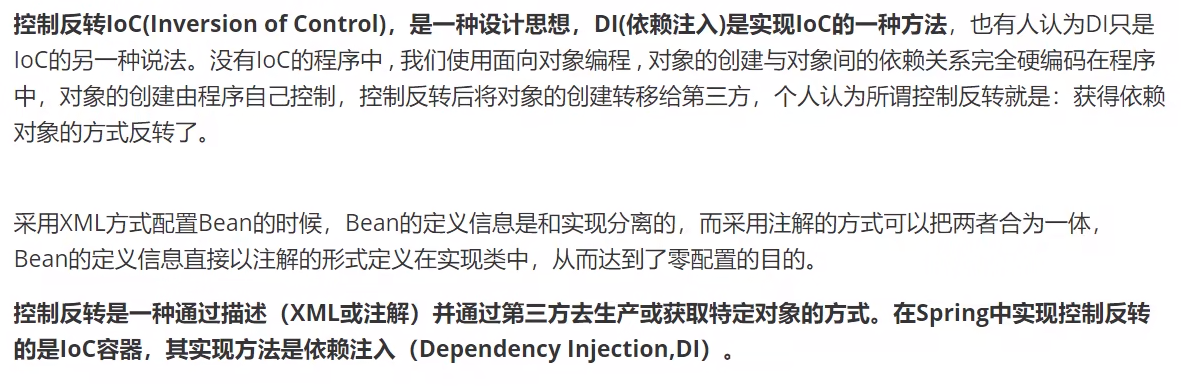 控制反转IoC(Inversion of Control)，是一种设计思想，DI(依赖注入)是实现IoC的一种方法，也有人认为DI只是
IoC的另一种说法。没有IoC的程序中 , 我们使用面向对象编程 , 对象的创建与对象间的依赖关系完全硬编码在程序
中，对象的创建由程序自己控制，控制反转后将对象的创建转移给第三方，个人认为所谓控制反转就是：获得依赖
对象的方式反转了。
采用XML方式配置Bean的时候，Bean的定义信息是和实现分离的，而采用注解的方式可以把两者合为一体，
Bean的定义信息直接以注解的形式定义在实现类中，从而达到了零配置的目的。
控制反转是一种通过描述（XML或注解）并通过第三方去生产或获取特定对象的方式。在Spring中实现控制反转
的是IoC容器，其实现方法是依赖注入（Dependency Injection,DI）。